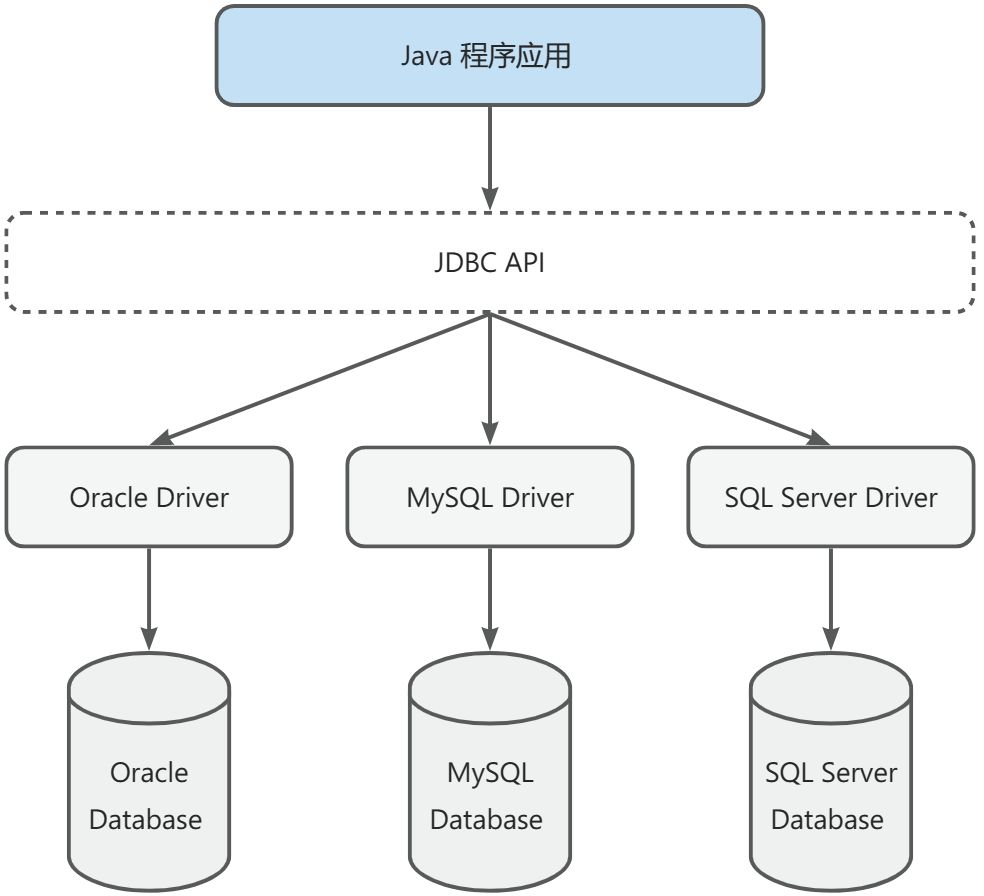 Java 程序应用
JDBC API
Oracle Driver
MySQL Driver
SQL Server Driver
Oracle
Database
MySQL
Database
SQL Server
Database